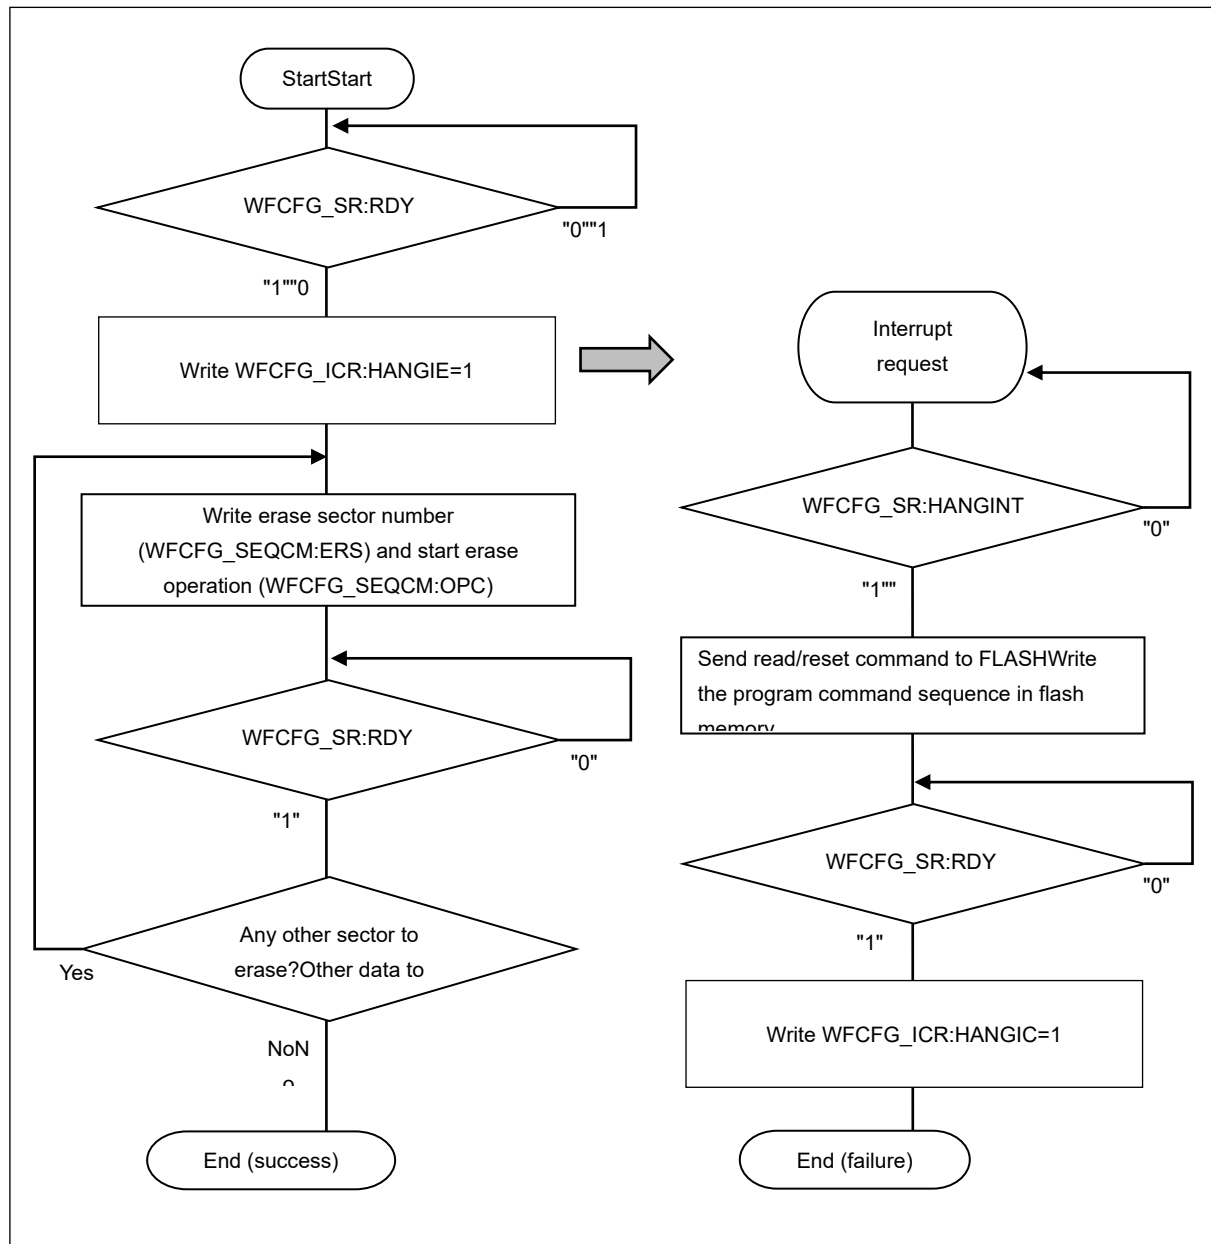 StartStart
WFCFG_SR:RDY
"0""1
"1""0
Write WFCFG_ICR:HANGIE=1
Write erase sector number
(WFCFG_SEQCM:ERS) and start erase
operation (WFCFG_SEQCM:OPC)
WFCFG_SR:RDY
"0"
"1"
Any other sector to
erase?Other data to
Yes
NoN
End (success)
Interrupt
request
WFCFG_SR:HANGINT
"0"
"1""
Send read/reset command to FLASHWrite
the program command sequence in flash
memory
WFCFG_SR:RDY
"0"
"1"
Write WFCFG_ICR:HANGIC=1
End (failure)